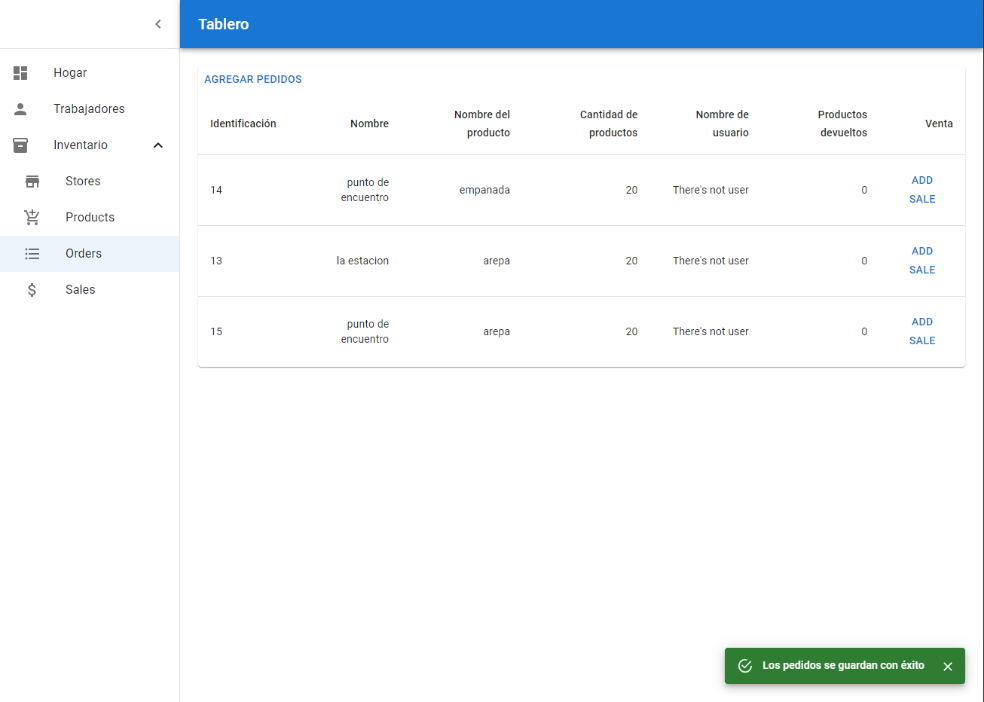 Tablero
Hogar
Trabajadores
Inventario
Stores
Products
Orders
Sales
AGREGAR PEDIDOS
Identificación Nombre Nombre del producto Cantidad de productos Nombre de usuario Productos devueltos Venta
14 punto de encuentro empanada 20 There's not user 0 ADD SALE
13 la estacion arepa 20 There's not user 0 ADD SALE
15 punto de encuentro arepa 20 There's not user 0 ADD SALE
Los pedidos se guardan con éxito